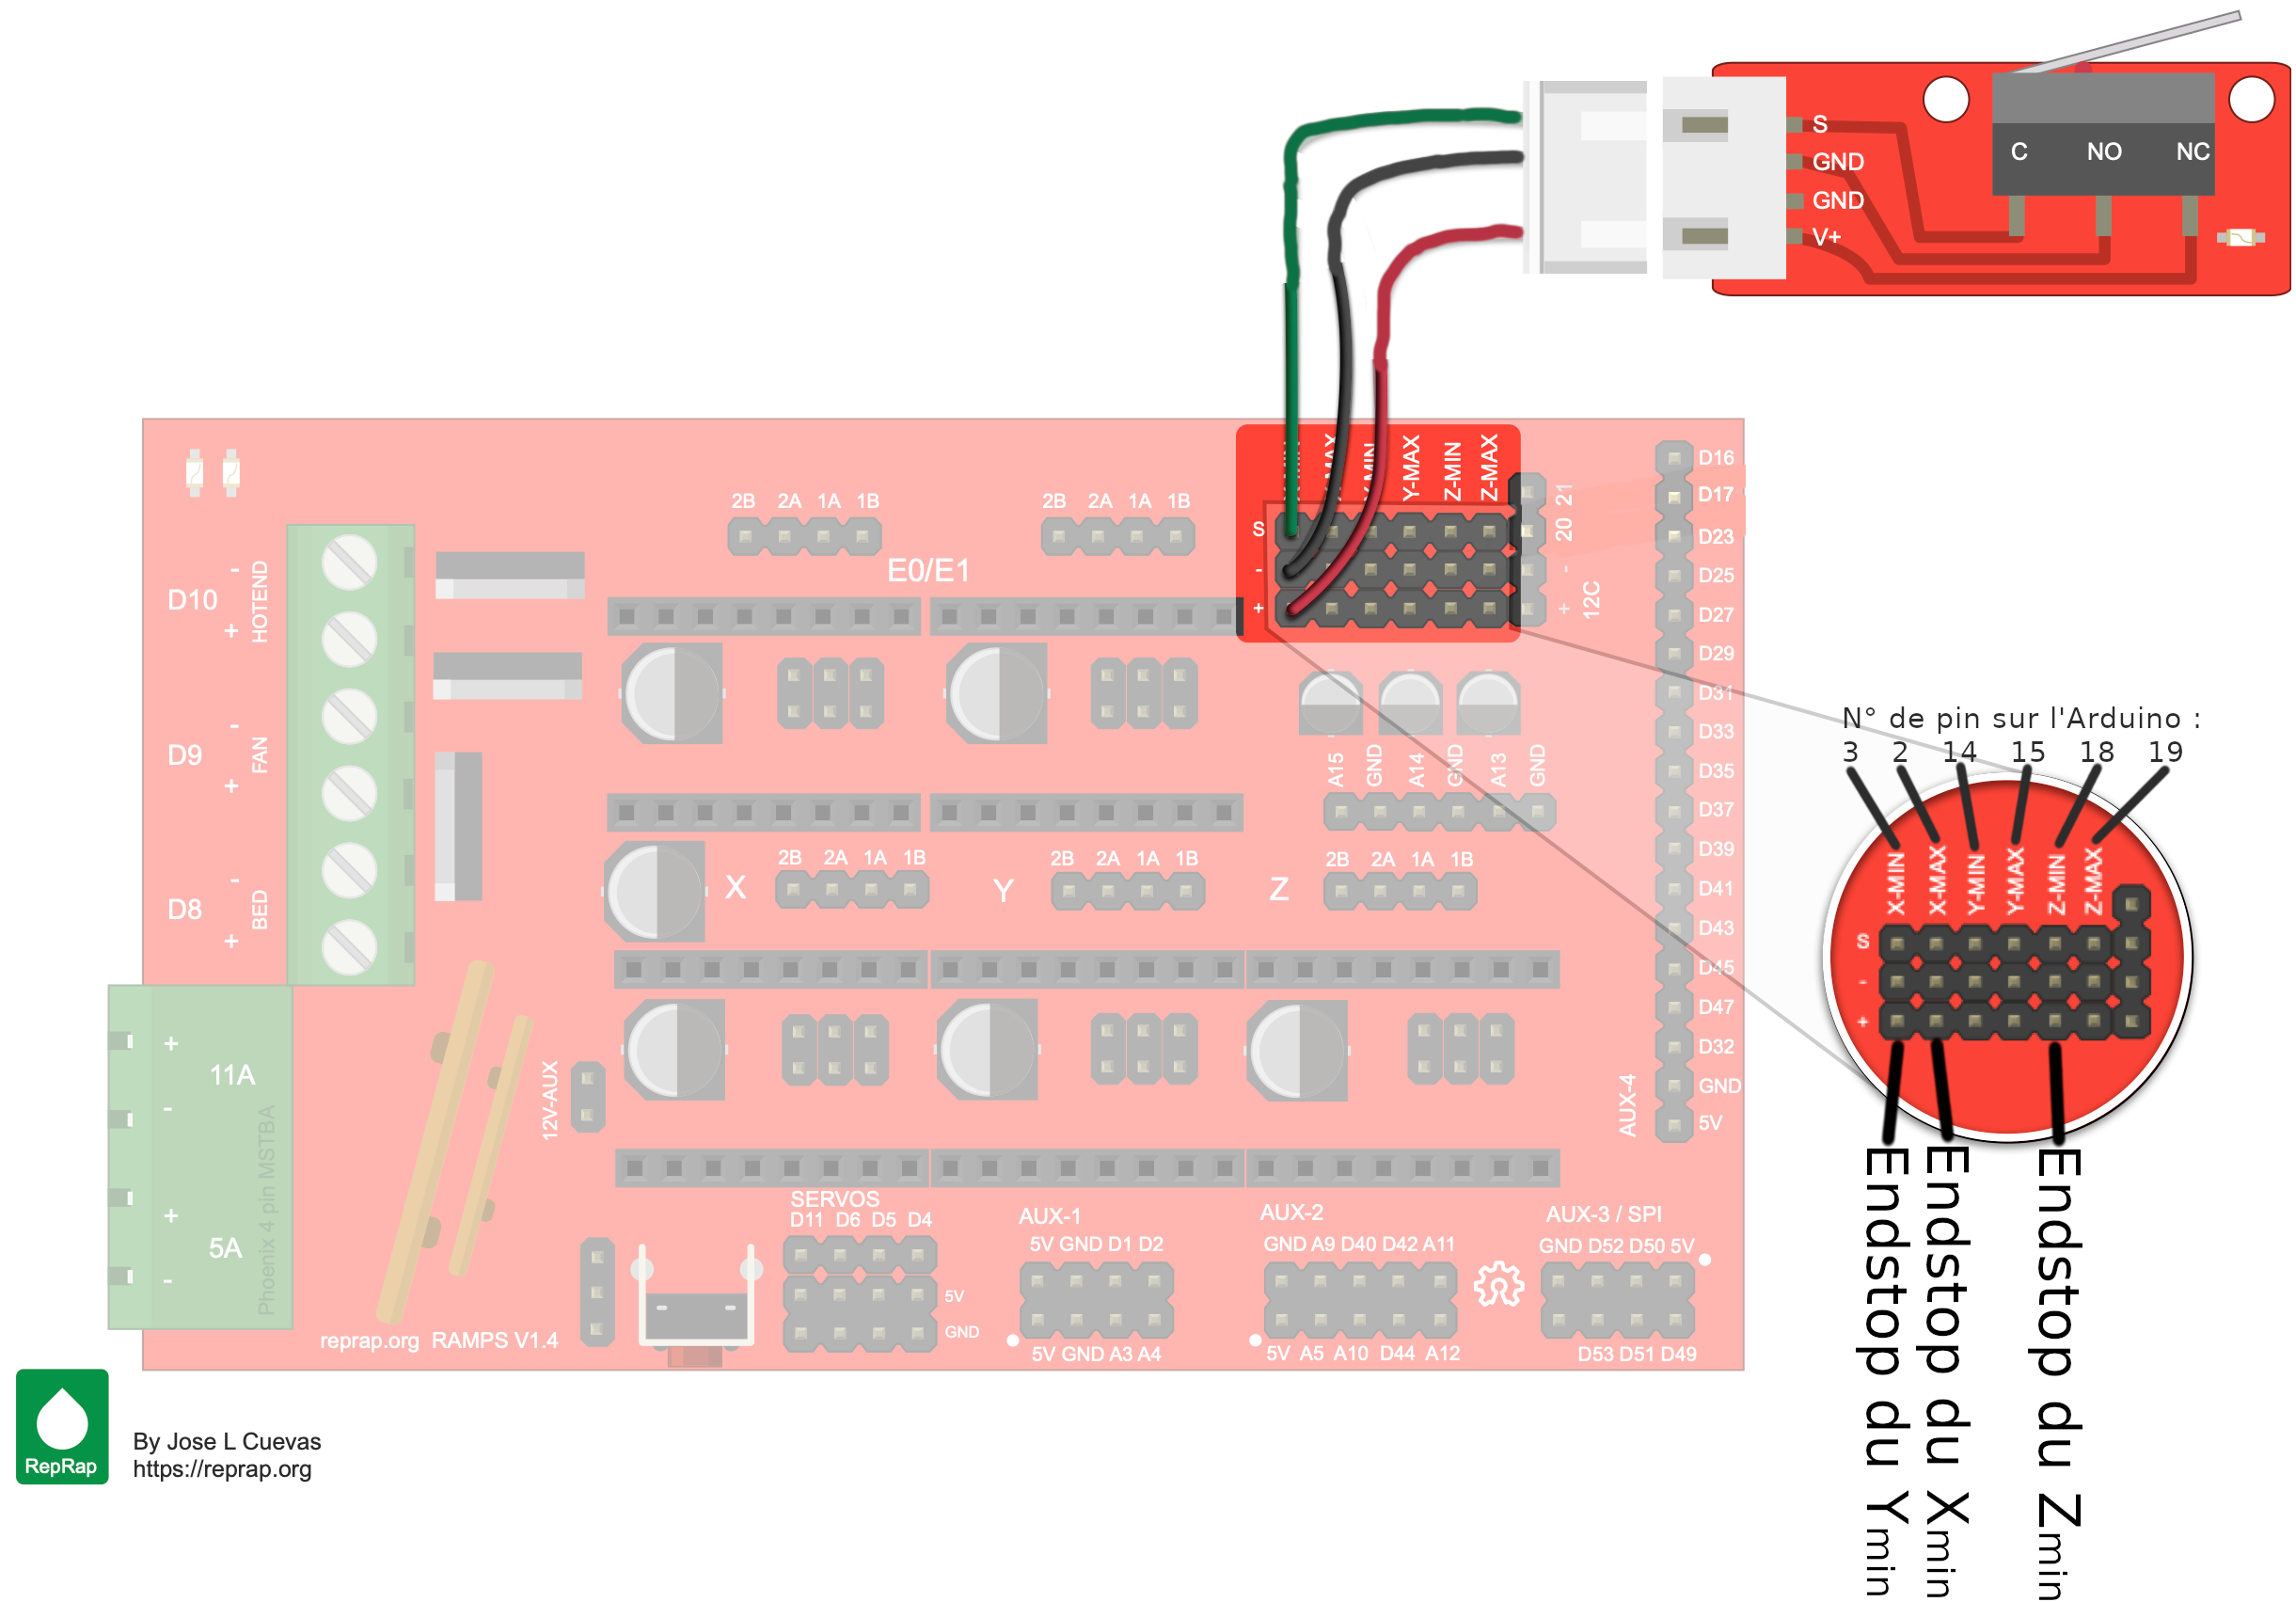 S
GND
GND
V+
C NO NC
Y-MAX
Z-MIN
Z-MAX
S
-
+
21
20
-
+
12C
D16
D17
D23
D25
D27
D29
D31
D33
D35
D37
D39
D41
D43
D45
D47
D32
GND
5V
AUX-4
2B 2A 1A 1B
2B 2A 1A 1B
E0/E1
D10
-
+
HOTEND
D9
-
+
FAN
D8
-
+
BED
A15
GND
A14
GND
A13
GND
X
2B 2A 1A 1B
Y
2B 2A 1A 1B
Z
2B 2A 1A 1B
+
11A
-
+
5A
-
Phoenix 4 pin MSTBA
12V-AUX
reprap.org RAMPS V1.4
SERVOS
D11 D6 D5 D4
5V
GND
AUX-1
5V GND D1 D2
5V GND A3 A4
AUX-2
GND A9 D40 D42 A11
5V A5 A10 D44 A12
AUX-3 / SPI
GND D52 D50 5V
D53 D51 D49
N° de pin sur l'Arduino :
3 2 14 15 18 19
X-MIN
X-MAX
Y-MIN
Y-MAX
Z-MIN
Z-MAX
S
-
+
Endstop du Ymin
Endstop du Xmin
Endstop du Zmin
RepRap
By Jose L Cuevas
https://reprap.org